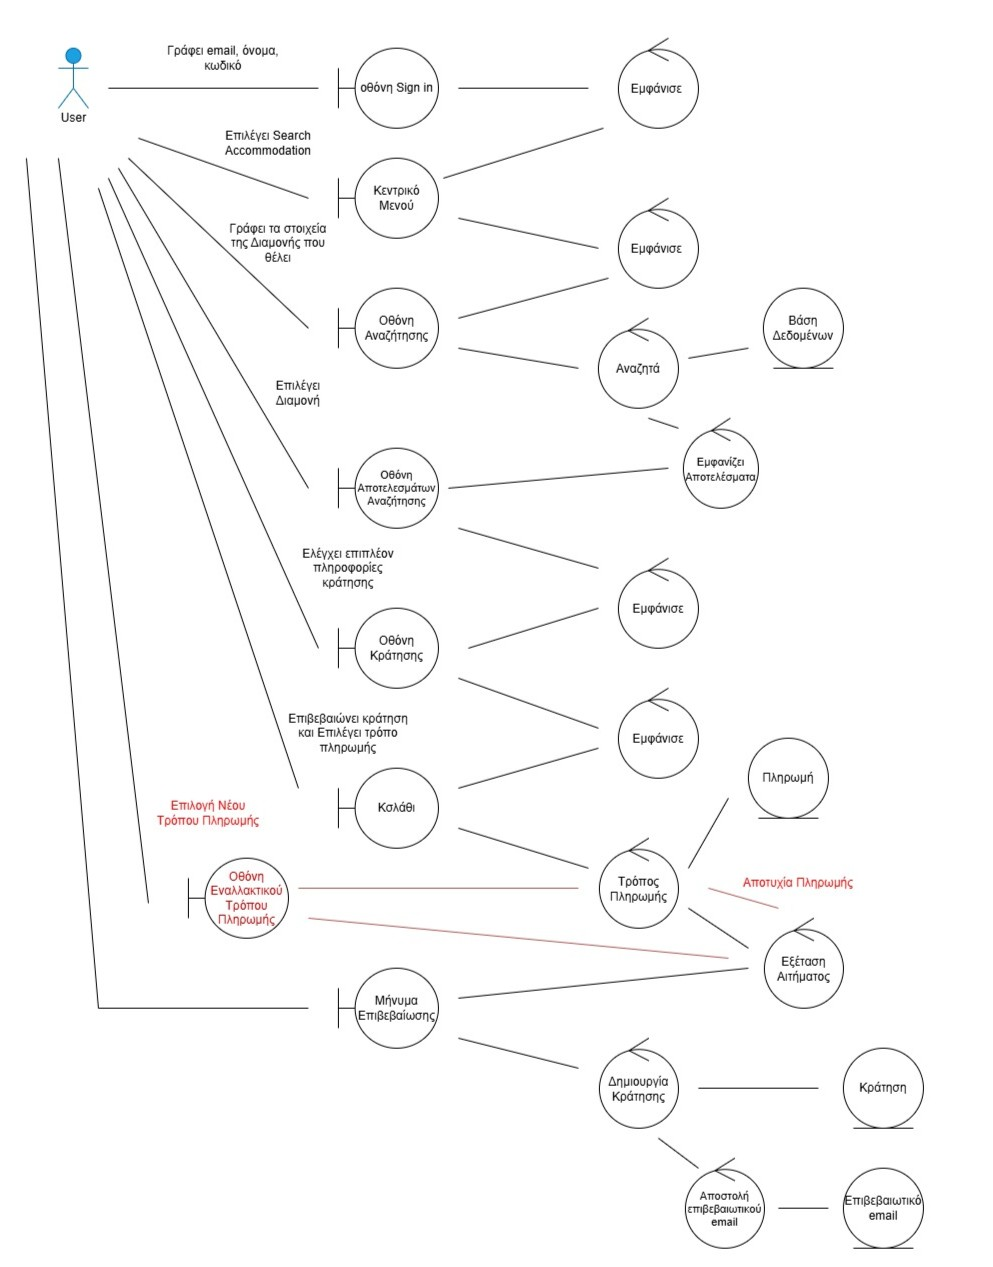 Γράφει email, όνομα,
κωδικό
User
οθόνη Sign in
Εμφάνισε
Επιλέγει Search
Accommodation
Κεντρικό
Μενού
Γράφει τα στοιχεία
της Διαμονής που
θέλει
Εμφάνισε
Οθόνη
Αναζήτησης
Βάση
Δεδομένων
Αναζητά
Επιλέγει
Διαμονή
Εμφανίζει
Αποτελέσματα
Οθόνη
Αποτελεσμάτων
Αναζήτησης
Ελέγχει επιπλέον
πληροφορίες
κράτησης
Εμφάνισε
Οθόνη
Κράτησης
Επιβεβαιώνει κράτηση
και Επιλέγει τρόπο
πληρωμής
Εμφάνισε
Πληρωμή
Κσλάθι
Επιλογή Νέου
Τρόπου Πληρωμής
Οθόνη
Εναλλακτικού
Τρόπου
Πληρωμής
Τρόπος
Πληρωμής
Αποτυχία Πληρωμής
Εξέταση
Αιτήματος
Μήνυμα
Επιβεβαίωσης
Δημιουργία
Κράτησης
Κράτηση
Αποστολή
επιβεβαιωτικού
email
Επιβεβαιωτικό
email